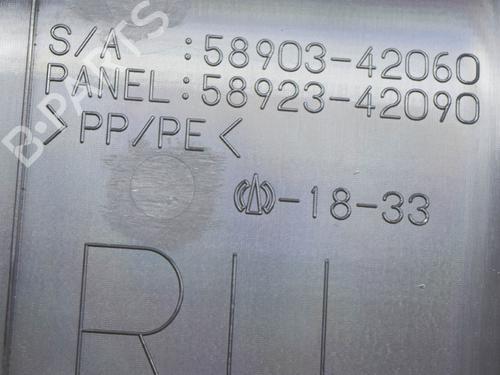 S/A :58903-42060
PANEL:58923-42090
>PP/PE<
-18-33
B-PARTS